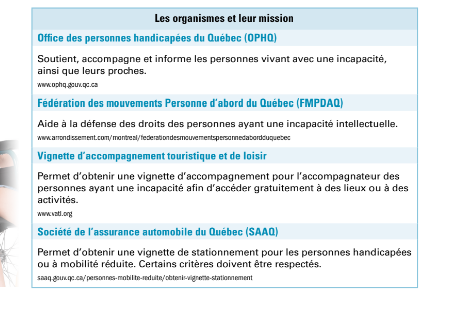 Les organismes et leur mission
Office des personnes handicapées du Québec (OPHQ)
Soutient, accompagne et informe les personnes vivant avec une incapacité,
ainsi que leurs proches.
www.ophq.gouv.qc.ca
Fédération des mouvements Personne d'abord du Québec (FMPDAQ)
Aide à la défense des droits des personnes ayant une incapacité intellectuelle.
www.arrondissement.com/montreal/federationdesmouvementspersonnedabordduquebec
Vignette d'accompagnement touristique et de loisir
Permet d'obtenir une vignette d'accompagnement pour l'accompagnateur des
personnes ayant une incapacité afin d'accéder gratuitement à des lieux ou à des
activités.
www.vatl.org
Société de l'assurance automobile du Québec (SAAQ)
Permet d'obtenir une vignette de stationnement pour les personnes handicapées
ou à mobilité réduite. Certains critères doivent être respectés.
saaq.gouv.qc.ca/personnes-mobilite-reduite/obtenir-vignette-stationnement